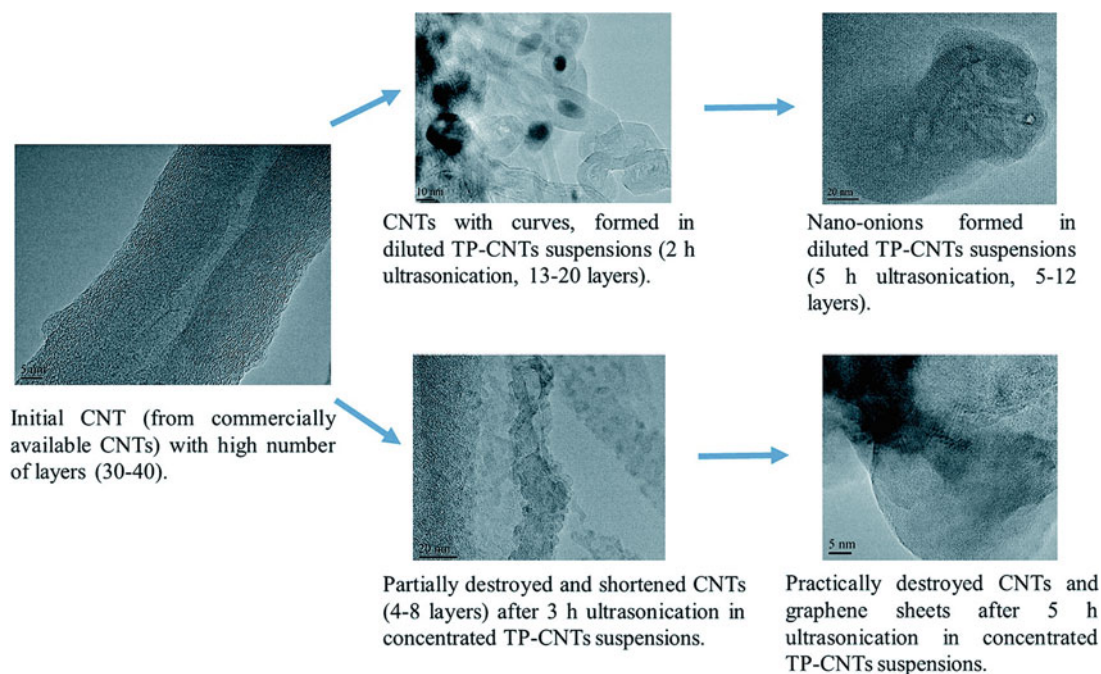 10 nm
CNTs with curves, formed in
diluted TP-CNTs suspensions (2 h
ultrasonication, 13-20 layers).
20 nm
Nano-onions formed in
diluted TP-CNTs suspensions
(5 h ultrasonication, 5-12
layers).
5 nm
Initial CNT (from commercially
available CNTs) with high number
of layers (30-40).
20 nm
Partially destroyed and shortened CNTs
(4-8 layers) after 3 h ultrasonication in
concentrated TP-CNTs suspensions.
5 nm
Practically destroyed CNTs and
graphene sheets after 5 h
ultrasonication in concentrated
TP-CNTs suspensions.